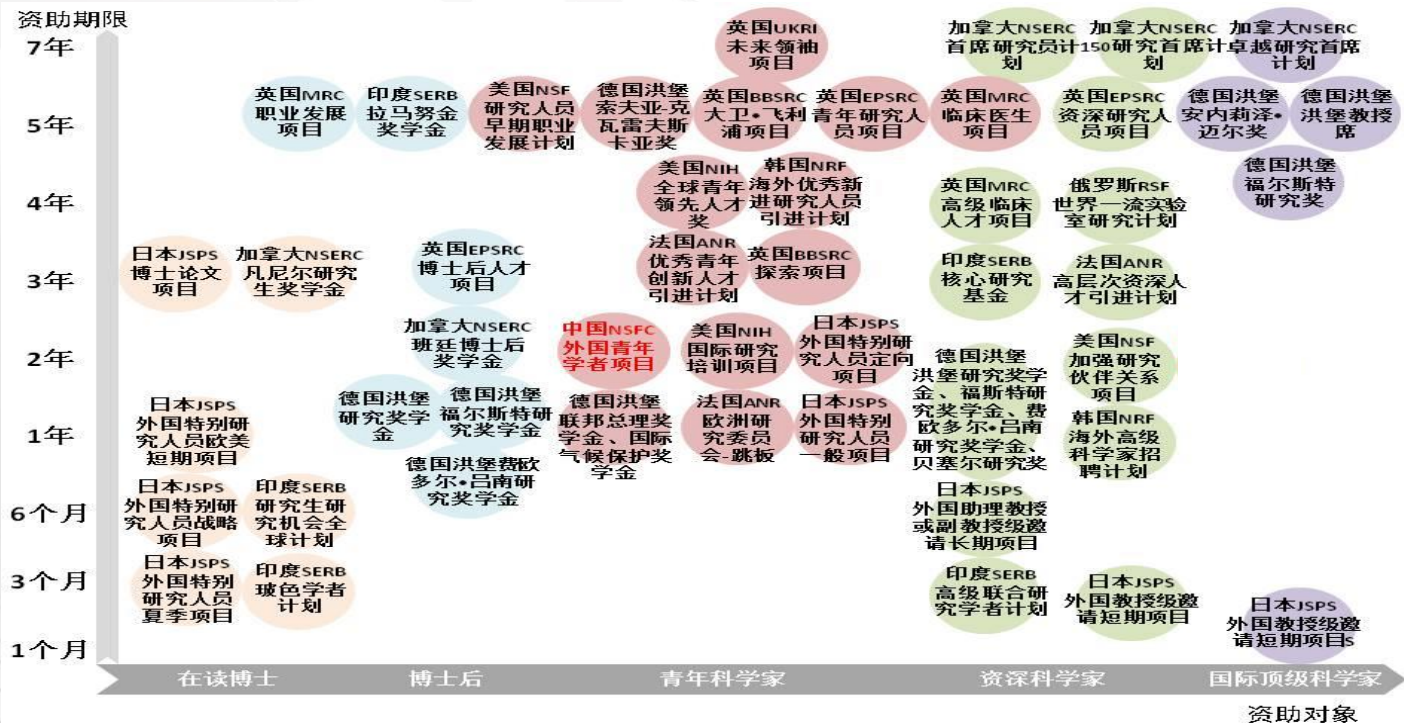 资助期限
7年
英国UKRI
未来领袖
项目
加拿大NSERC
首席研究员计
划
加拿大NSERC
150研究首席计
划
加拿大NSERC
卓越研究首席
计划
5年
英国MRC
职业发展
项目
印度SERB
拉马努金
奖学金
美国NSF
研究人员
早期职业
发展计划
德国洪堡
索夫亚-克
瓦雷夫斯
卡亚奖
英国BBSRC
大卫·飞利
浦项目
英国EPSRC
青年研究人
员项目
英国MRC
临床医生
项目
英国EPSRC
资深研究人
员项目
德国洪堡
安内莉泽·
迈尔奖
德国洪堡
洪堡教授
席
4年
美国NIH
全球青年
领先人才
奖
韩国NRF
海外优秀新
进研究人员
引进计划
英国MRC
高级临床
人才项目
俄罗斯RSF
世界一流实验
室研究计划
德国洪堡
福尔斯特
研究奖
3年
日本JSPS
博士论文
项目
加拿大NSERC
凡尼尔研究
生奖学金
英国EPSRC
博士后人才
项目
法国ANR
优秀青年
创新人才
引进计划
英国BBSRC
探索项目
印度SERB
核心研究
基金
法国ANR
高层次资深人
才引进计划
2年
加拿大NSERC
班廷博士后
奖学金
中国NSFC
外国青年
学者项目
美国NIH
国际研究
培训项目
日本JSPS
外国特别研
究人员定向
项目
德国洪堡
洪堡研究奖学
金、福斯特研
究奖学金、费
欧多尔·吕南
研究奖学金、
贝塞尔研究奖
美国NSF
加强研究
伙伴关系
项目
1年
日本JSPS
外国特别研
究人员欧美
短期项目
德国洪堡
研究奖学
金
德国洪堡
福尔斯特研
究奖学金
德国洪堡费欧
多尔·吕南研
究奖学金
德国洪堡
联邦总理奖
学金、国际
气候保护奖
学金
法国ANR
欧洲研
究委员
会-跳板
日本JSPS
外国特别
研究人员
一般项目
韩国NRF
海外高级
科学家招
聘计划
6个月
日本JSPS
外国特别研
究人员战略
项目
印度SERB
研究生研
究机会全
球计划
日本JSPS
外国助理教授
或副教授级邀
请长期项目
3个月
日本JSPS
外国特别
研究人员
夏季项目
印度SERB
玻色学者
计划
印度SERB
高级联合研
究学者计划
日本JSPS
外国教授级邀
请短期项目
1个月
日本JSPS
外国教授级邀
请短期项目S
在读博士
博士后
青年科学家
资深科学家
国际顶级科学家
资助对象